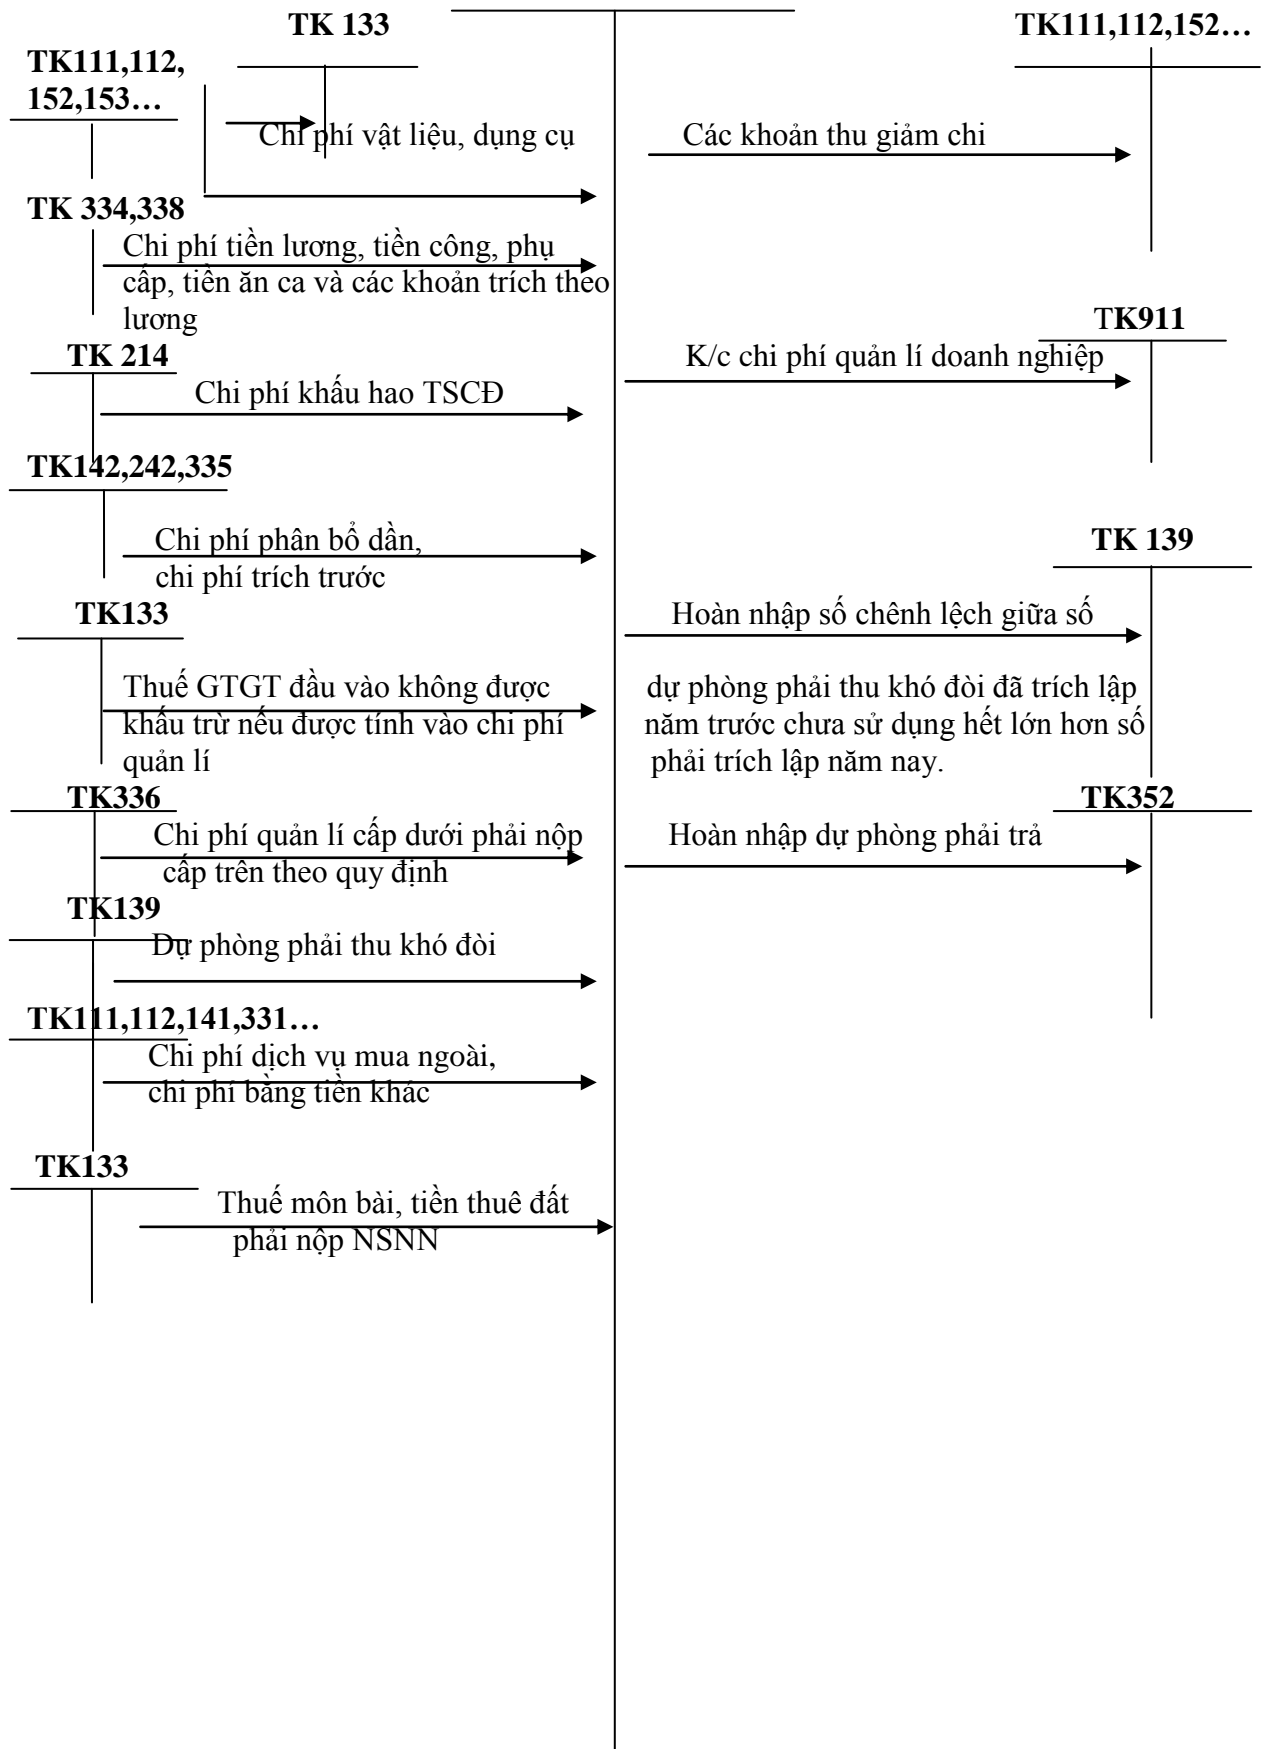 TK 133
TK111,112,152…
TK111,112,
152,153…
Chi phí vật liệu, dụng cụ
Các khoản thu giảm chi
TK 334,338
Chi phí tiền lương, tiền công, phụ
cấp, tiền ăn ca và các khoản trích theo
lương
TK911
TK 214
K/c chi phí quản lí doanh nghiệp
Chi phí khấu hao TSCĐ
TK142,242,335
Chi phí phân bổ dần,
chi phí trích trước
TK 139
TK133
Hoàn nhập số chênh lệch giữa số
Thuế GTGT đầu vào không được
khấu trừ nếu được tính vào chi phí
quản lí
dự phòng phải thu khó đòi đã trích lập
năm trước chưa sử dụng hết lớn hơn số
phải trích lập năm nay.
TK336
TK352
Chi phí quản lí cấp dưới phải nộp
cấp trên theo quy định
Hoàn nhập dự phòng phải trả
TK139
Dự phòng phải thu khó đòi
TK111,112,141,331…
Chi phí dịch vụ mua ngoài,
chi phí bằng tiền khác
TK133
Thuế môn bài, tiền thuê đất
phải nộp NSNN